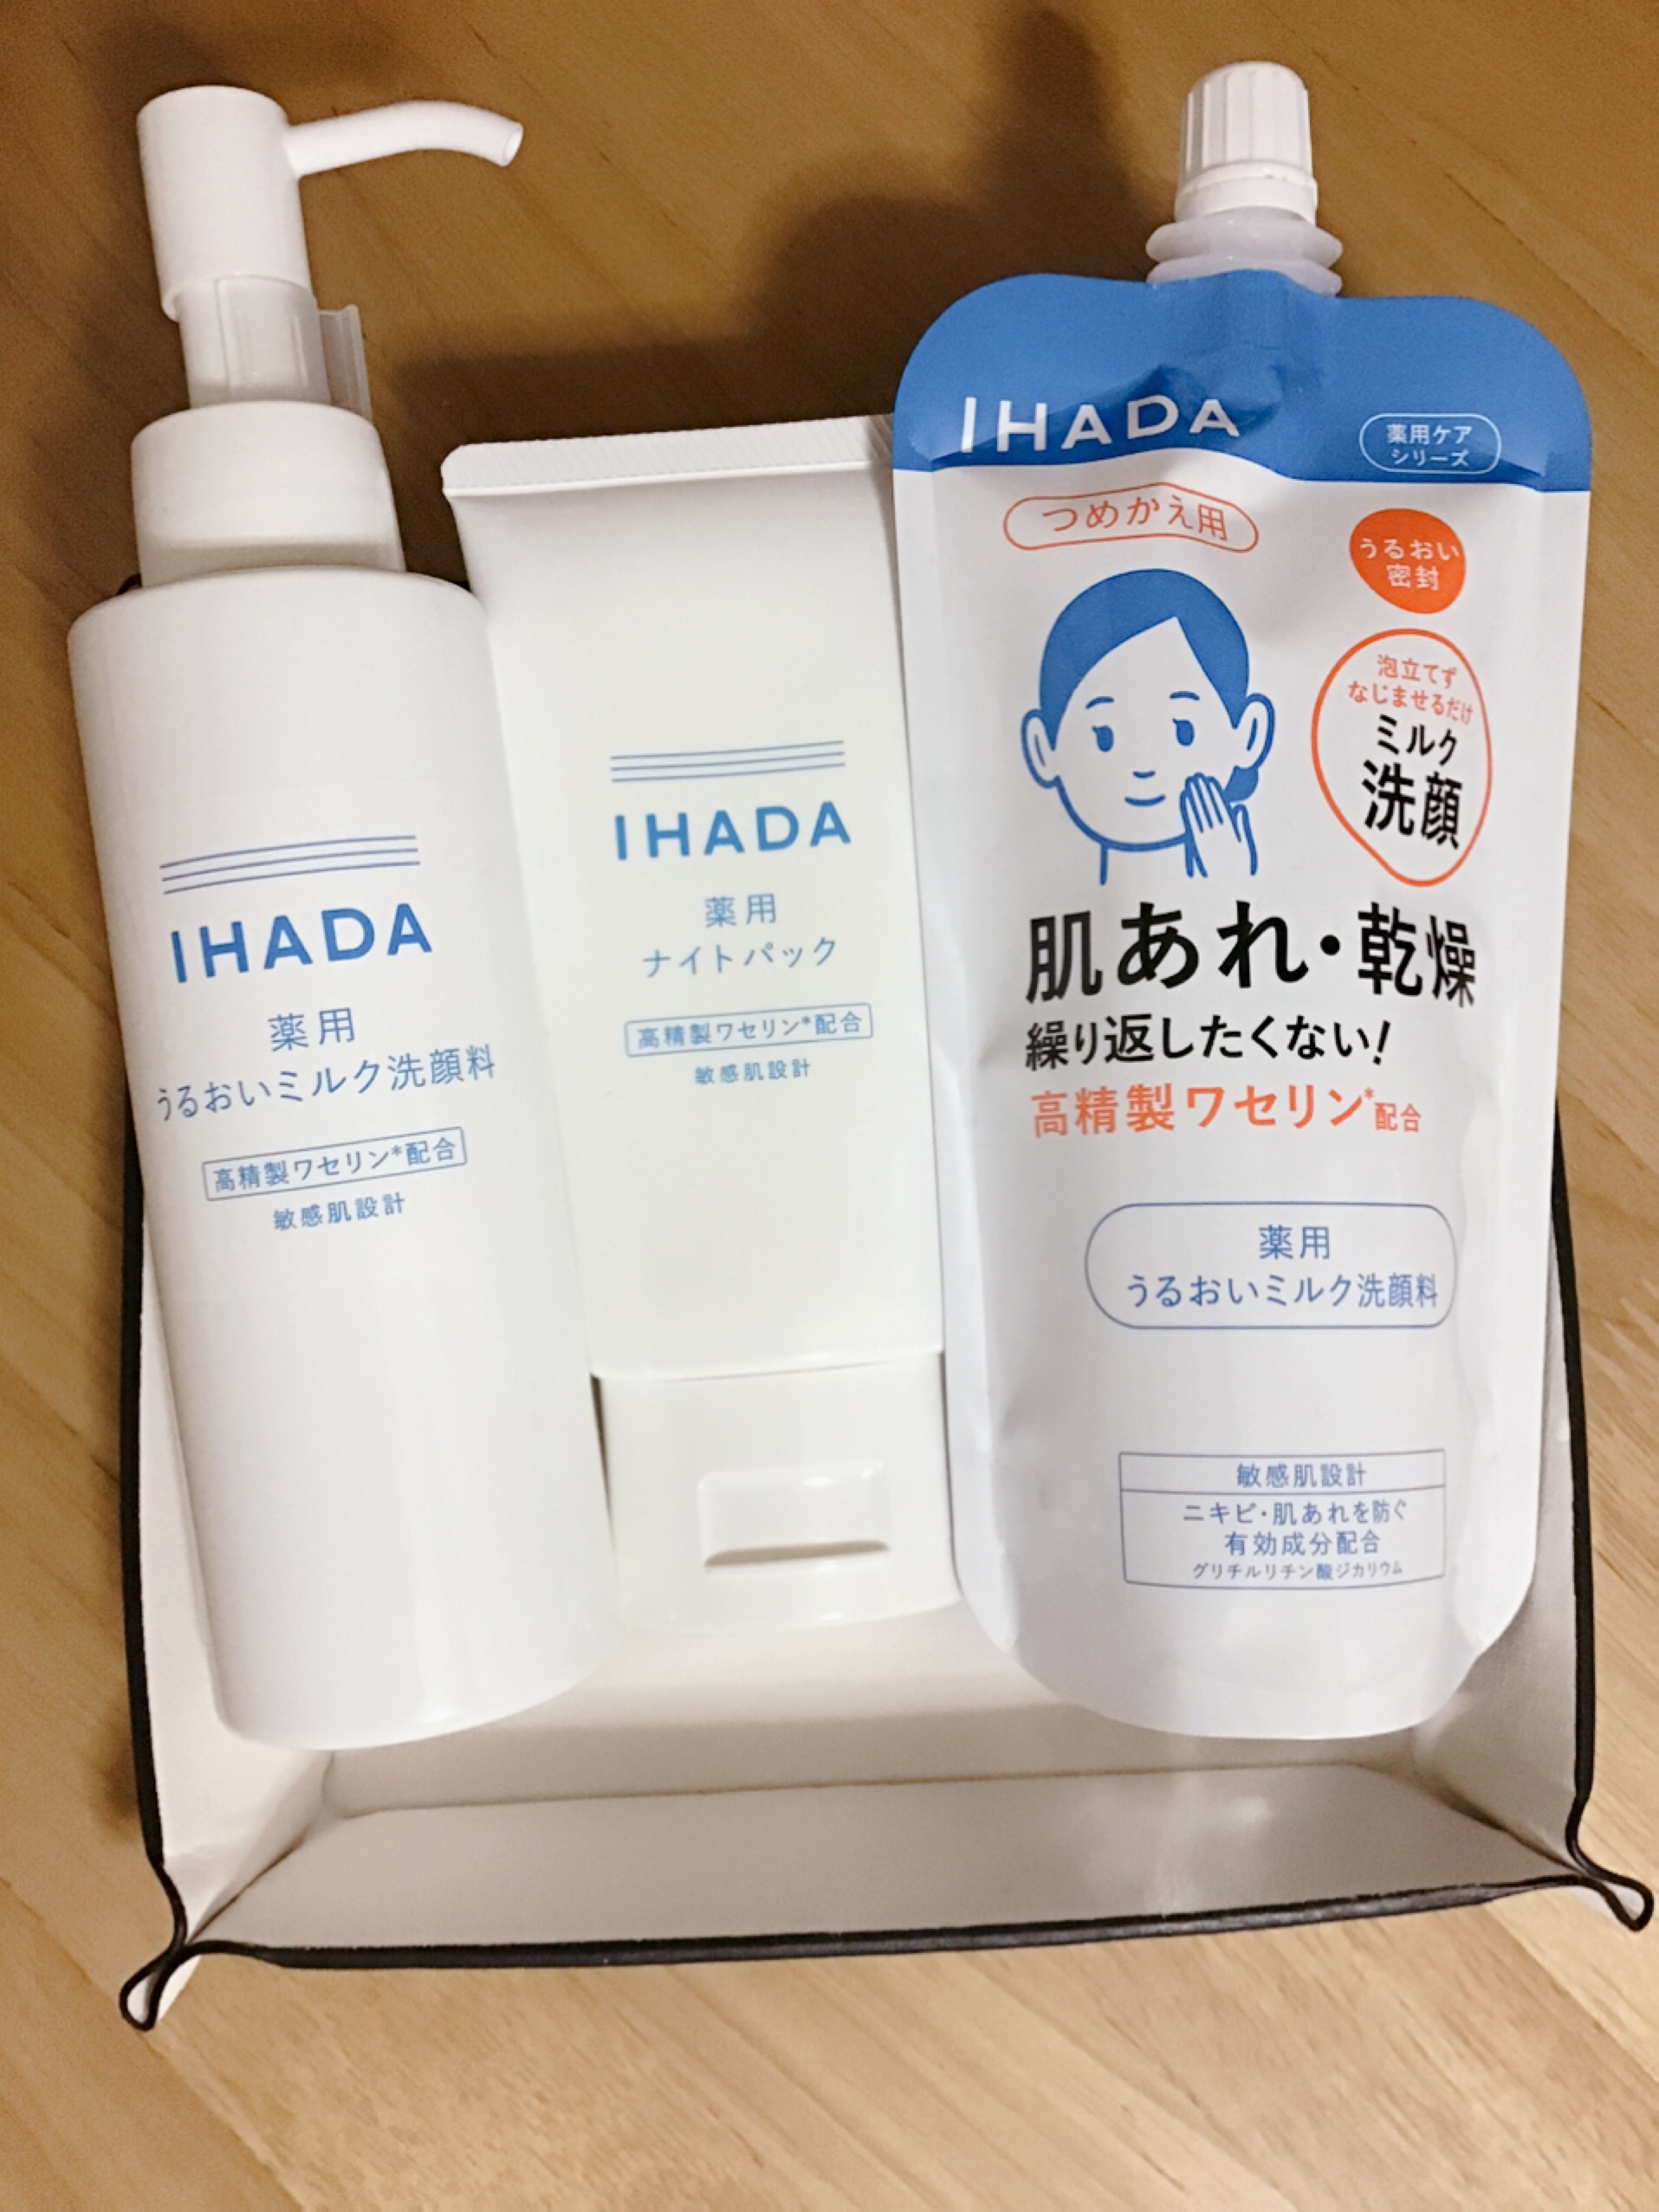 IHADA
薬用
うるおいミルク洗顔料
高精製ワセリン*配合
敏感肌設計
IHADA
薬用
ナイトパック
高精製ワセリン*配合
敏感肌設計
IHADA
薬用ケア
シリーズ
つめかえ用
うるおい
密封
泡立てず
なじませるだけ
ミルク
洗顔
肌あれ・乾燥
繰り返したくない!
高精製ワセリン*配合
薬用
うるおいミルク洗顔料
敏感肌設計
ニキビ・肌あれを防ぐ
有効成分配合
グリチルリチン酸ジカリウム